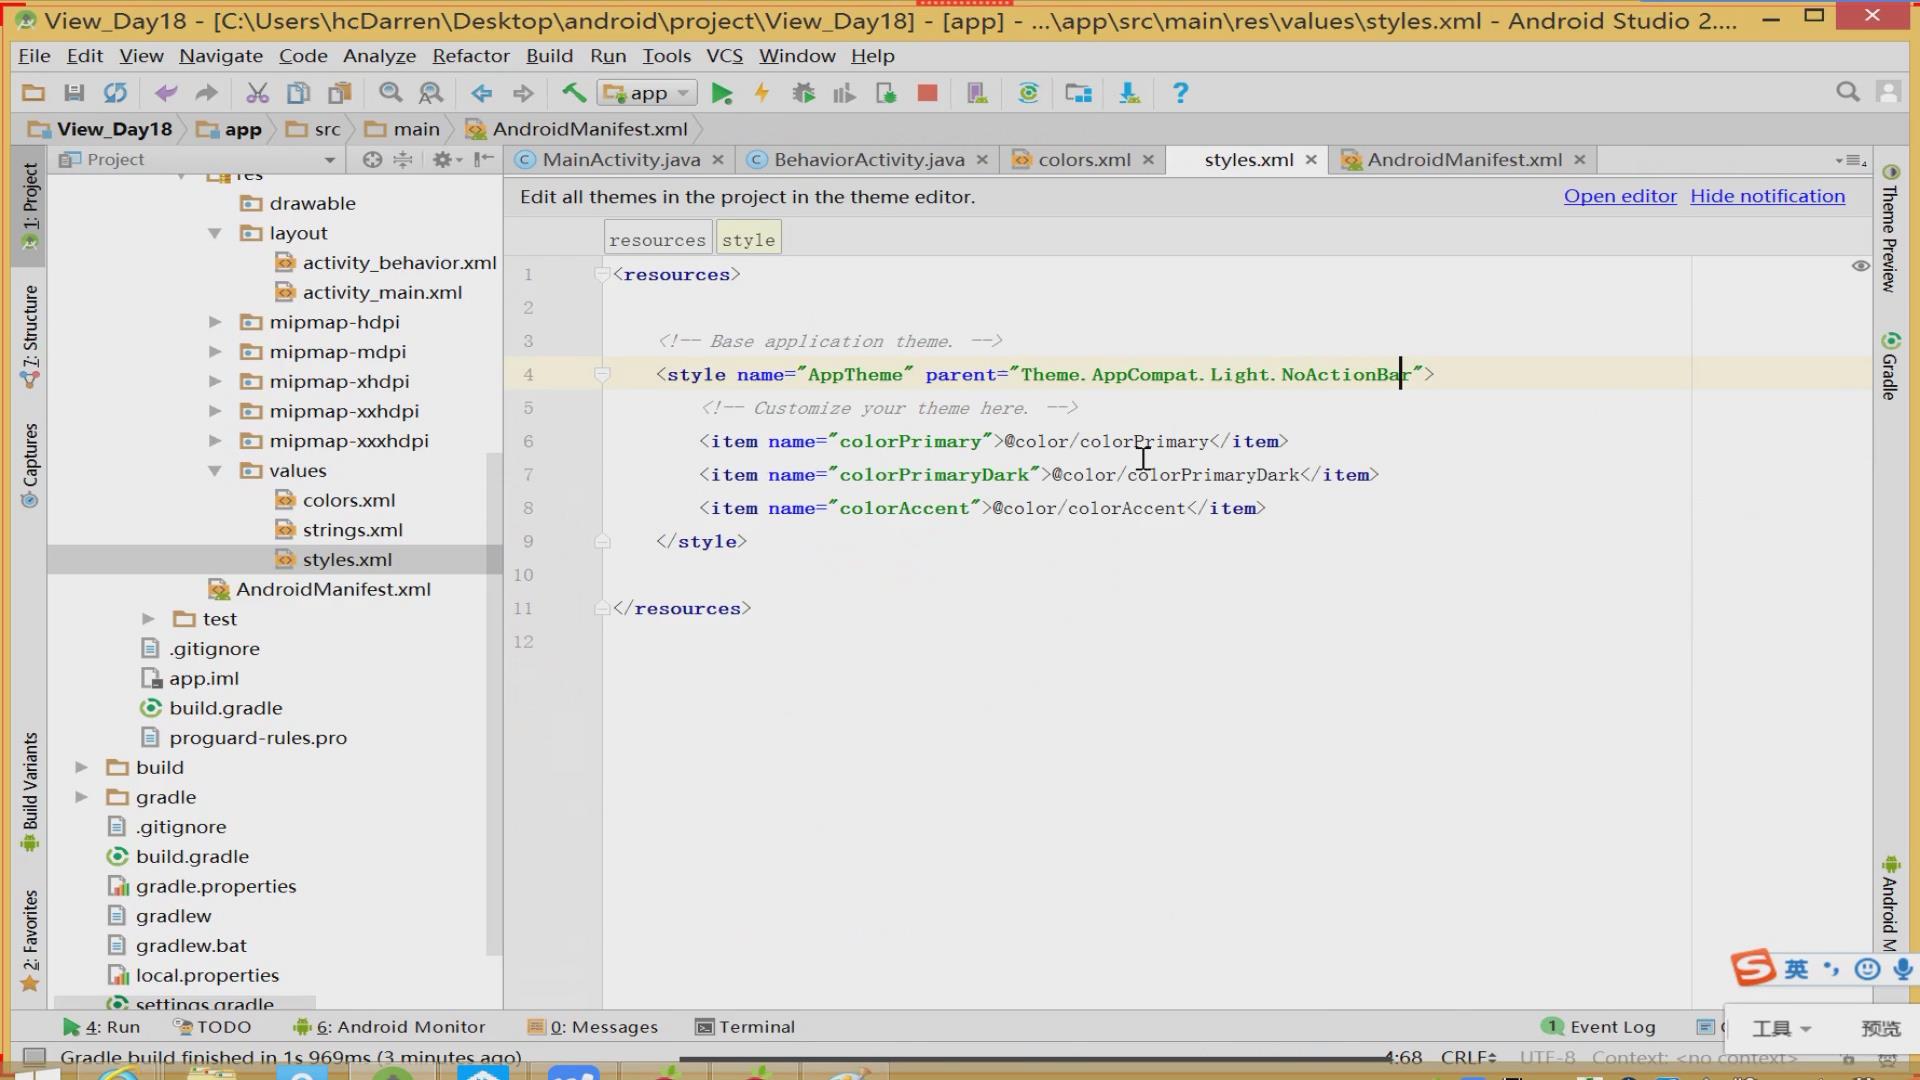 View_Day18 - [C:\Users\hcDarren\Desktop\android\project\View_Day18] - [app] - ...\app\src\main\res\values\styles.xml - Android Studio 2....
File Edit View Navigate Code Analyze Refactor Build Run Tools VCS Window Help
app
View_Day18 app src main AndroidManifest.xml
Project
MainActivity.java BehaviorActivity.java colors.xml styles.xml AndroidManifest.xml
Edit all themes in the project in the theme editor. Open editor Hide notification
resources style
1: Project
7: Structure
Captures
Build Variants
2: Favorites
res
drawable
layout
activity_behavior.xml
activity_main.xml
mipmap-hdpi
mipmap-mdpi
mipmap-xhdpi
mipmap-xxhdpi
mipmap-xxxhdpi
values
colors.xml
strings.xml
styles.xml
AndroidManifest.xml
test
.gitignore
app.iml
build.gradle
proguard-rules.pro
build
gradle
.gitignore
build.gradle
gradle.properties
gradlew
gradlew.bat
local.properties
settings.gradle
1 <resources>
2
3 <!-- Base application theme. -->
4 <style name="AppTheme" parent="Theme.AppCompat.Light.NoActionBar">
5 <!-- Customize your theme here. -->
6 <item name="colorPrimary">@color/colorPrimary</item>
7 <item name="colorPrimaryDark">@color/colorPrimaryDark</item>
8 <item name="colorAccent">@color/colorAccent</item>
9 </style>
10
11 </resources>
12
Theme Preview
Gradle
Android M
英
工具 预览
4: Run TODO 6: Android Monitor 0: Messages Terminal 1 Event Log
Gradle build finished in 1s 969ms (3 minutes ago) 4:68 CRLF UTF-8 Context: <no context>